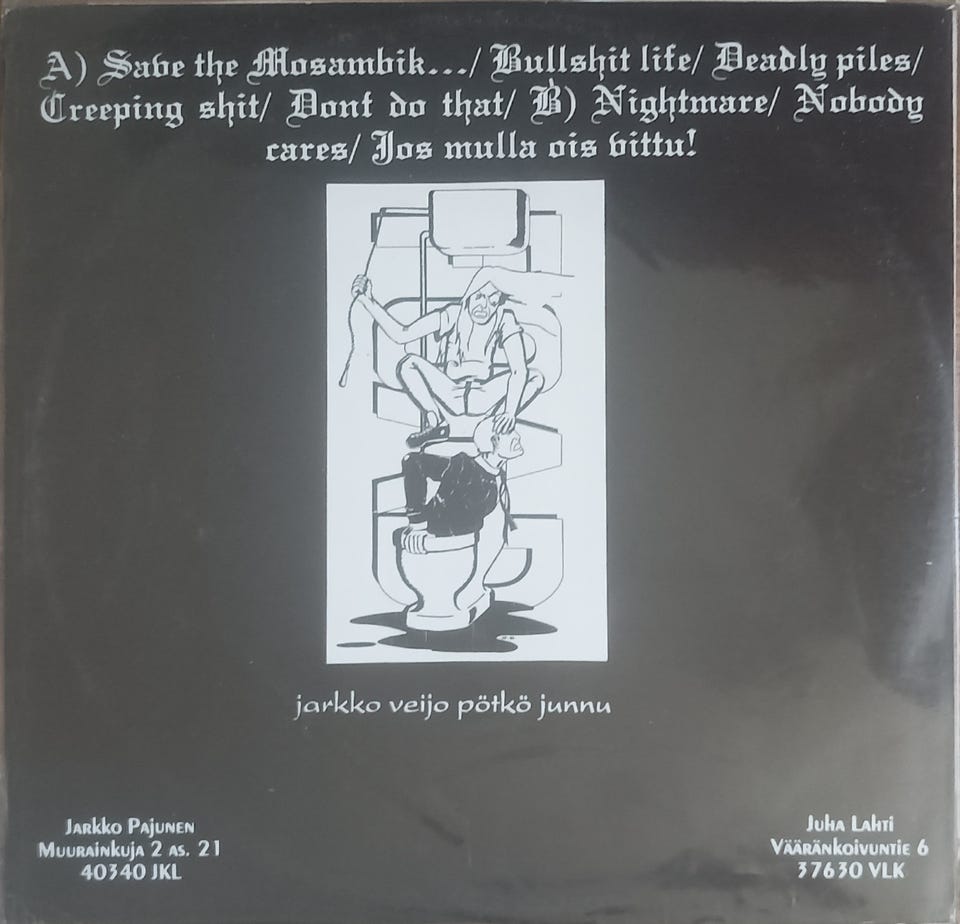 A) Save the Mosambik.../ Bullshit life/ Deadly piles/
Creeping shit/ Dont do that/ B) Nightmare/ Nobody
cares/ Jos mulla ois vittu!
jarkko veijo pötkö junnu
Jarkko Pajunen
Muurainkuja 2 as. 21
40340 JKL
Juha Lahti
Vääränkoivuntie 6
37630 VLK